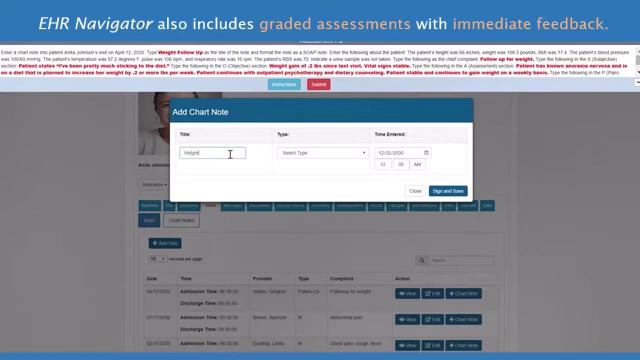 EHR Navigator also includes graded assessments with immediate feedback.
Enter a chart note into patient Anita Johnson's visit on April 12, 2030. Type Weight Follow Up as the title of the note and format the note as a SOAP note. Enter the following about the patient: The patient's height was 66 inches, weight was 108.3 pounds, BMI was 17.4. The patient's blood pressure
was 100/60 mmHg. The patient's temperature was 97.2 degrees F, pulse was 106 bpm, and respiratory rate was 16 rpm. The patient's RBS was 70. Indicate a urine sample was not taken. Type the following as the chief complaint: Follow up for weight. Type the following in the S (Subjective)
section: Patient states "I've been pretty much sticking to the diet." Type the following in the O (Objective) section: Weight gain of .2 lbs since last visit. Vital signs stable. Type the following in the A (Assessment) section: Patient has known anorexia nervosa and is
on a diet that is planned to increase her weight by .2 or more lbs per week. Patient continues with outpatient psychotherapy and dietary counseling. Patient stable and continues to gain weight on a weekly basis. Type the following in the P (Plan)
Instructions
Submit
Add Chart Note
Title:
Type:
Time Entered:
Weight
Select Type
12/02/2030
12
00
AM
Close
Sign and Save
Anita Johnson
Insurance
Visits
Chart Notes
+ Add Visit
10
records per page
Search
Date
Time
Provider
Type
Complaint
Action
04/12/2030
Admission Time: 08:30:00
Discharge Time: 08:45:00
Follow-Up
Followup for weight
View
Edit
+ Chart Note
Admission Time: 08:30:00
Discharge Time: 08:45:00
Brown, Spencer
Abdominal pain
View
Edit
+ Chart Note
Admission Time: 08:30:00
View
Edit
+ Chart Note